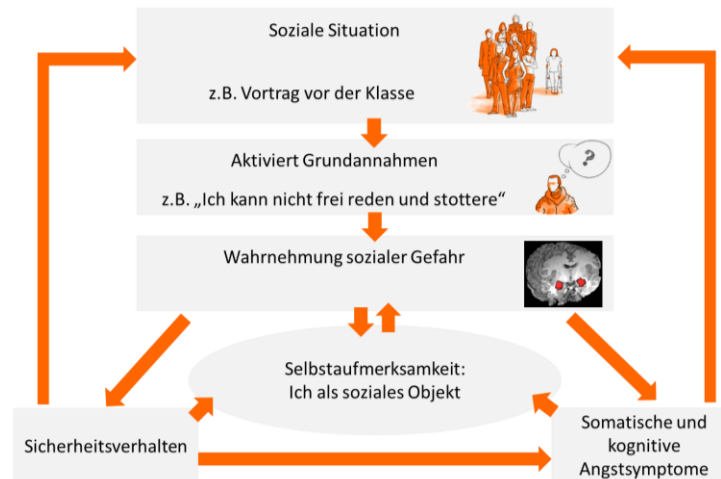 Soziale Situation
z.B. Vortrag vor der Klasse
Aktiviert Grundannahmen
?
z.B. „Ich kann nicht frei reden und stottere“
Wahrnehmung sozialer Gefahr
Selbstaufmerksamkeit:
Ich als soziales Objekt
Sicherheitsverhalten
Somatische und
kognitive
Angstsymptome